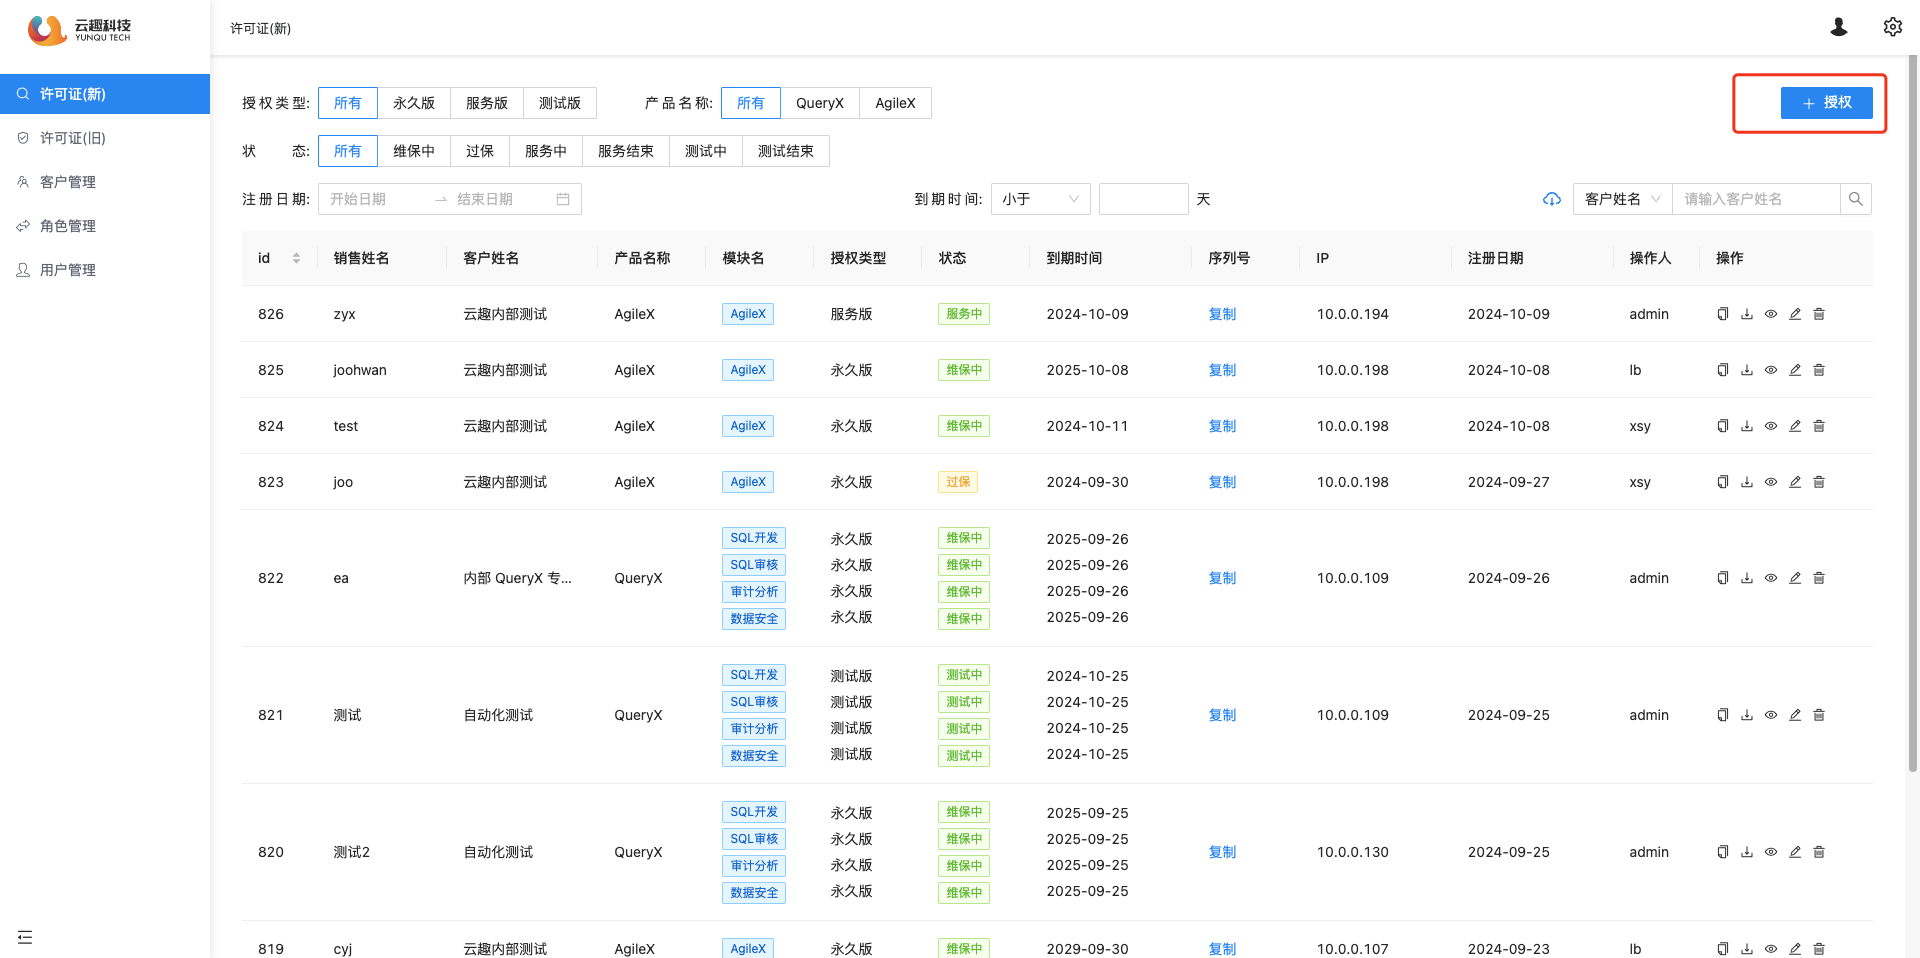 云趣科技
YUNQU TECH
许可证(新)
许可证(新)
许可证(旧)
客户管理
角色管理
用户管理
授权类型: 所有 永久版 服务版 测试版 产品名称: 所有 QueryX AgileX + 授权
状 态: 所有 维保中 过保 服务中 服务结束 测试中 测试结束
注册日期: 开始日期 → 结束日期 到期时间: 小于 天 客户姓名 请输入客户姓名
id 销售姓名 客户姓名 产品名称 模块名 授权类型 状态 到期时间 序列号 IP 注册日期 操作人 操作
826 zyx 云趣内部测试 AgileX AgileX 服务版 服务中 2024-10-09 复制 10.0.0.194 2024-10-09 admin
825 joohwan 云趣内部测试 AgileX AgileX 永久版 维保中 2025-10-08 复制 10.0.0.198 2024-10-08 lb
824 test 云趣内部测试 AgileX AgileX 永久版 维保中 2024-10-11 复制 10.0.0.198 2024-10-08 xsy
823 joo 云趣内部测试 AgileX AgileX 永久版 过保 2024-09-30 复制 10.0.0.198 2024-09-27 xsy
SQL开发 永久版 维保中 2025-09-26
SQL审核 永久版 维保中 2025-09-26
822 ea 内部 QueryX 专... QueryX 复制 10.0.0.109 2024-09-26 admin
审计分析 永久版 维保中 2025-09-26
数据安全 永久版 维保中 2025-09-26
SQL开发 测试版 测试中 2024-10-25
SQL审核 测试版 测试中 2024-10-25
821 测试 自动化测试 QueryX 复制 10.0.0.109 2024-09-25 admin
审计分析 测试版 测试中 2024-10-25
数据安全 测试版 测试中 2024-10-25
SQL开发 永久版 维保中 2025-09-25
SQL审核 永久版 维保中 2025-09-25
820 测试2 自动化测试 QueryX 复制 10.0.0.130 2024-09-25 admin
审计分析 永久版 维保中 2025-09-25
数据安全 永久版 维保中 2025-09-25
819 cyj 云趣内部测试 AgileX AgileX 永久版 维保中 2029-09-30 复制 10.0.0.107 2024-09-23 lb